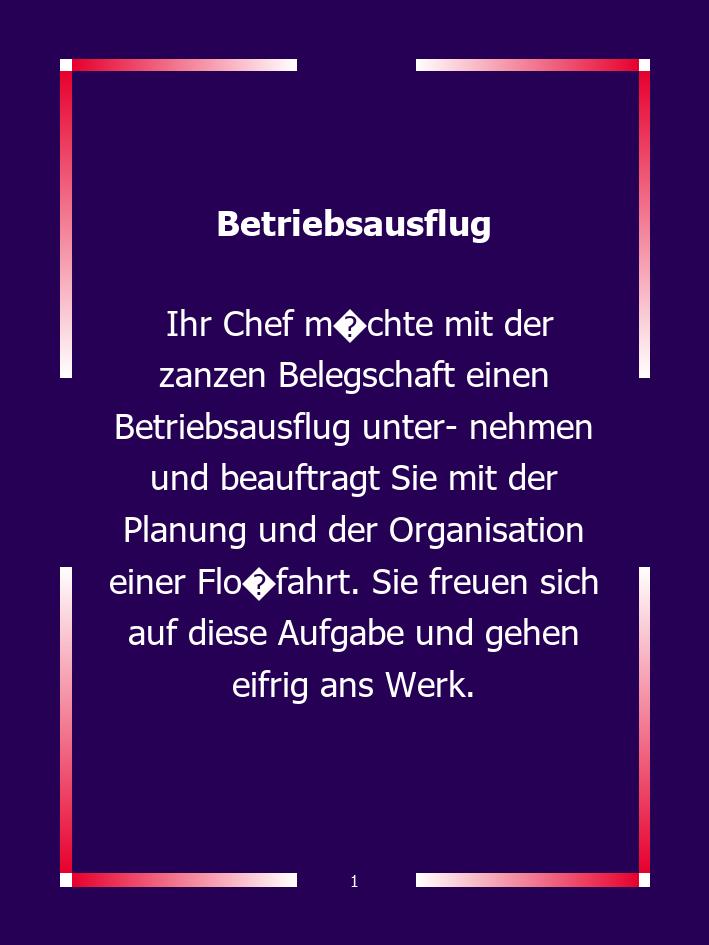 Betriebsausflug
Ihr Chef m�chte mit der
zanzen Belegschaft einen
Betriebsausflug unter- nehmen
und beauftragt Sie mit der
Planung und der Organisation
einer Flo�fahrt. Sie freuen sich
auf diese Aufgabe und gehen
eifrig ans Werk.
1